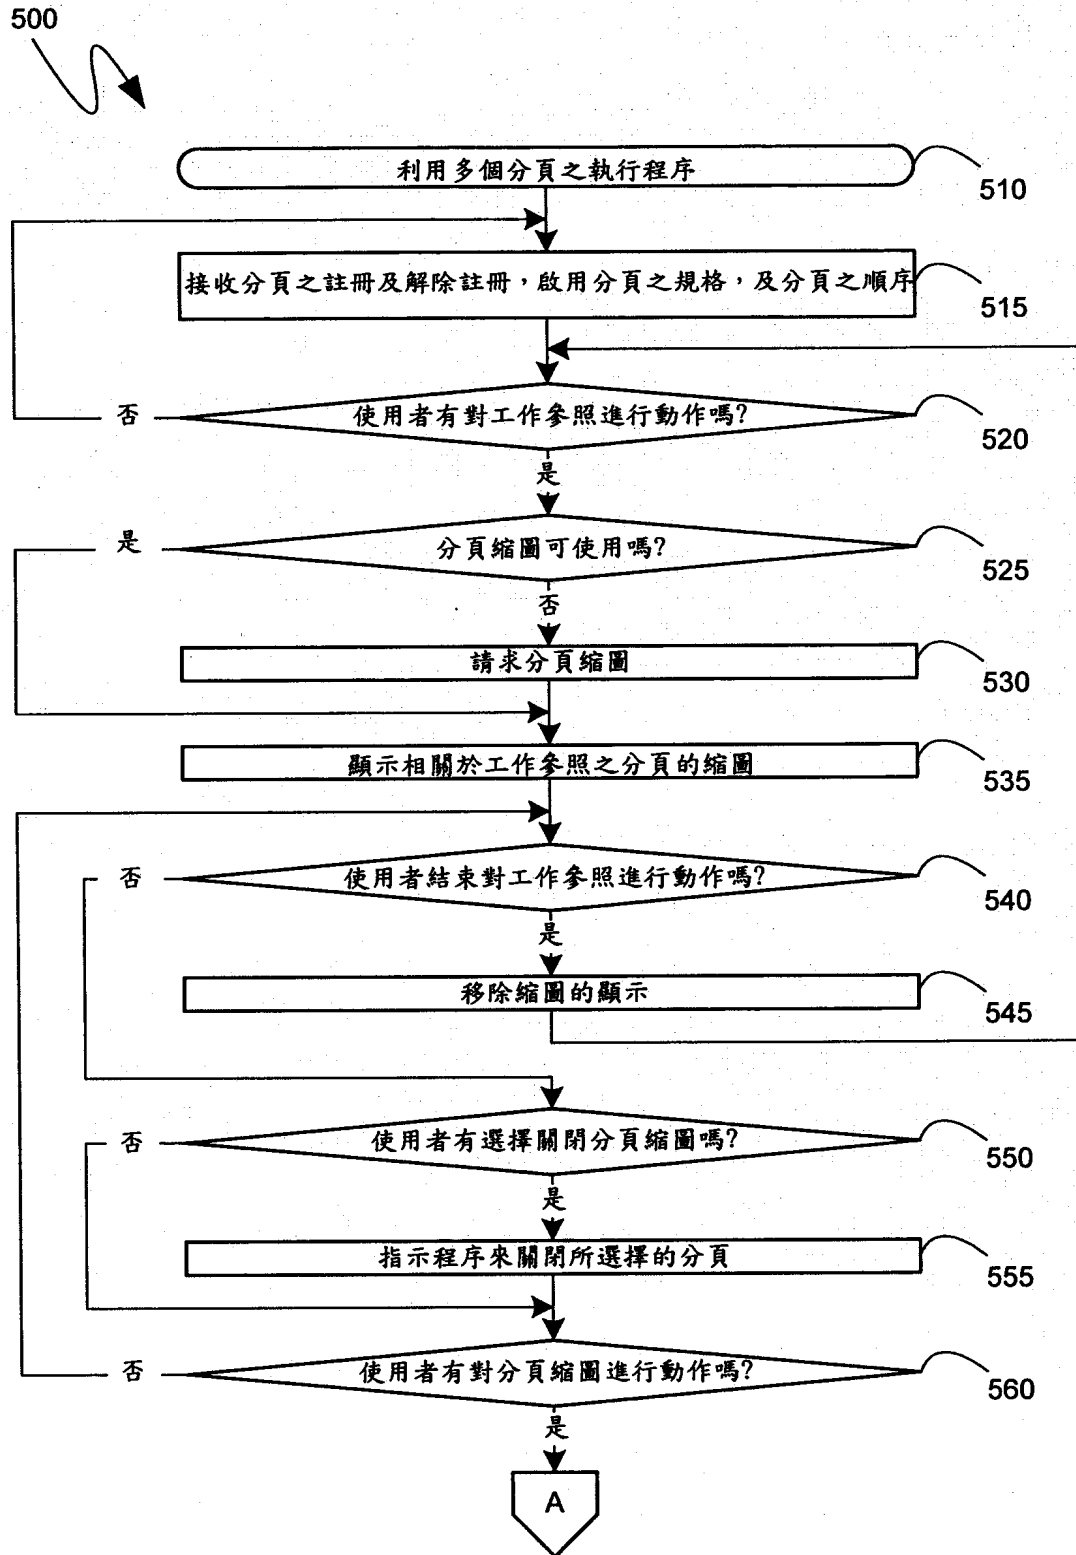 500
利用多個分頁之執行程序
510
接收分頁之註冊及解除註冊，啟用分頁之規格，及分頁之順序
515
否
使用者有對工作參照進行動作嗎?
520
是
是
分頁縮圖可使用嗎?
525
否
請求分頁縮圖
530
顯示相關於工作參照之分頁的縮圖
535
否
使用者結束對工作參照進行動作嗎?
540
是
移除縮圖的顯示
545
否
使用者有選擇關閉分頁縮圖嗎?
550
是
指示程序來關閉所選擇的分頁
555
否
使用者有對分頁縮圖進行動作嗎?
560
是
A